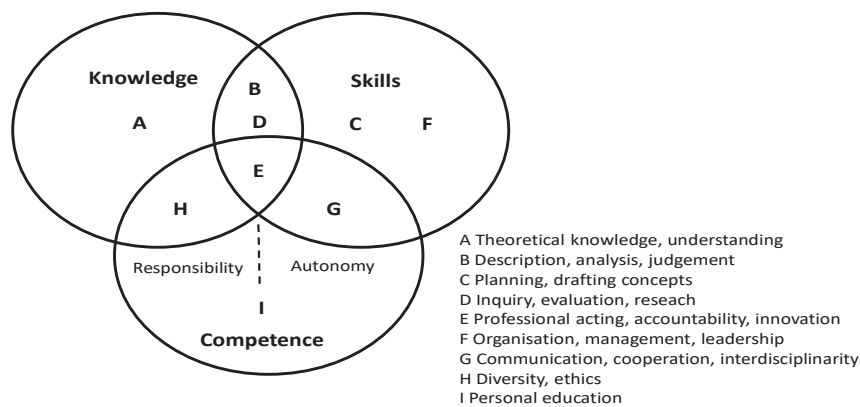 Knowledge
Skills
B
A
D
C
F
E
H
G
Responsibility
Autonomy
I
Competence
A Theoretical knowledge, understanding
B Description, analysis, judgement
C Planning, drafting concepts
D Inquiry, evaluation, reseach
E Professional acting, accountability, innovation
F Organisation, management, leadership
G Communication, cooperation, interdisciplinarity
H Diversity, ethics
I Personal education